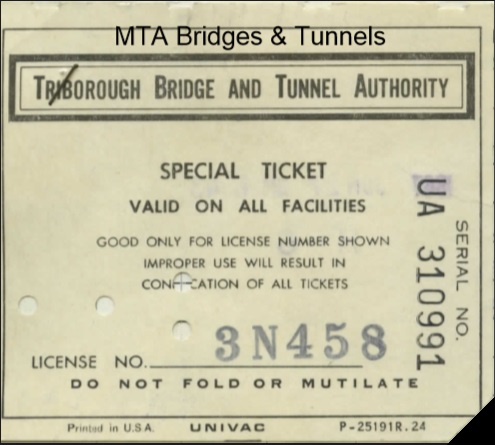 MTA Bridges & Tunnels
TRIBOROUGH BRIDGE AND TUNNEL AUTHORITY
SPECIAL TICKET
VALID ON ALL FACILITIES
GOOD ONLY FOR LICENSE NUMBER SHOWN
IMPROPER USE WILL RESULT IN
OF ALL TICKETS
LICENSE NO. 3N458
DO NOT FOLD OR MUTILATE
Printed in U.S.A. UNIVAC P-25191R.24
SERIAL NO.
UA 310991